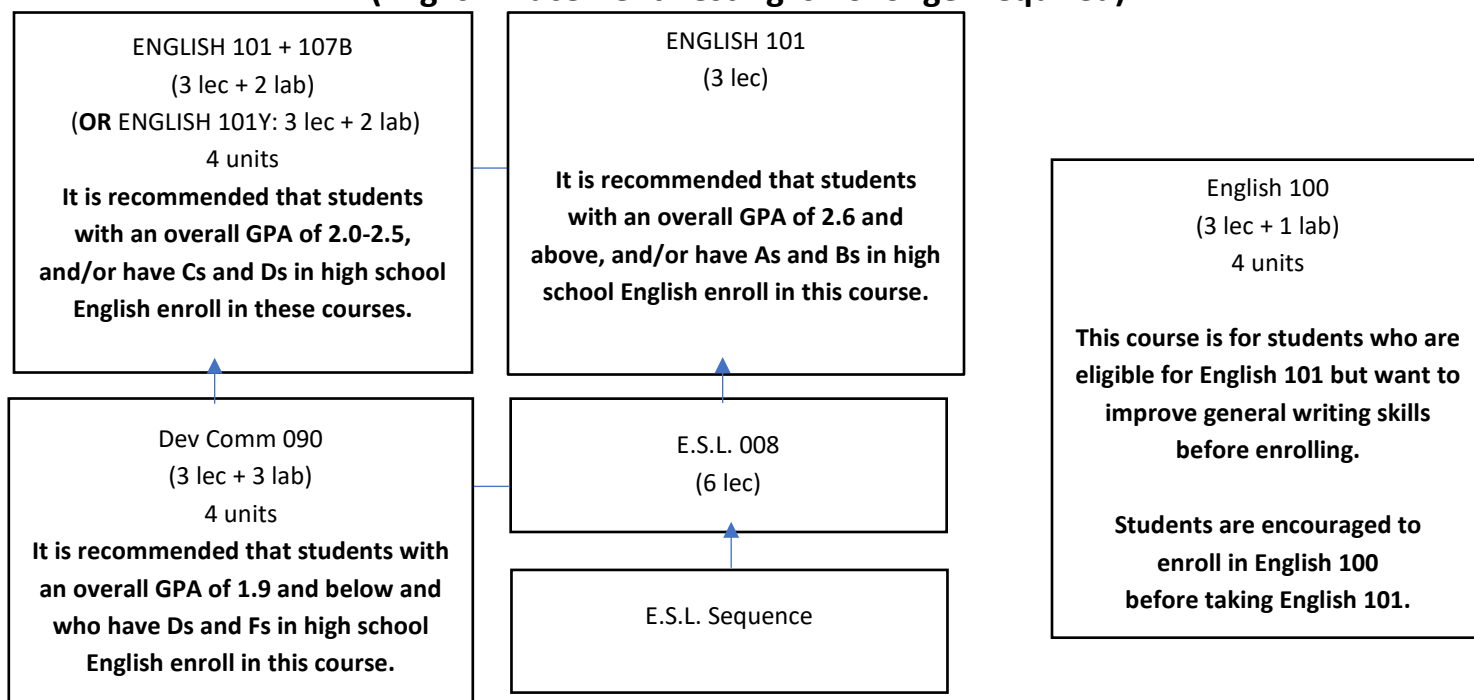 ENGLISH 101 + 107B
(3 lec + 2 lab)
(OR ENGLISH 101Y: 3 lec + 2 lab)
4 units
It is recommended that students
with an overall GPA of 2.0-2.5,
and/or have Cs and Ds in high school
English enroll in these courses.
ENGLISH 101
(3 lec)
It is recommended that students
with an overall GPA of 2.6 and
above, and/or have As and Bs in high
school English enroll in this course.
Dev Comm 090
(3 lec + 3 lab)
4 units
It is recommended that students with
an overall GPA of 1.9 and below and
who have Ds and Fs in high school
English enroll in this course.
E.S.L. 008
(6 lec)
E.S.L. Sequence
English 100
(3 lec + 1 lab)
4 units
This course is for students who are
eligible for English 101 but want to
improve general writing skills
before enrolling.
Students are encouraged to
enroll in English 100
before taking English 101.